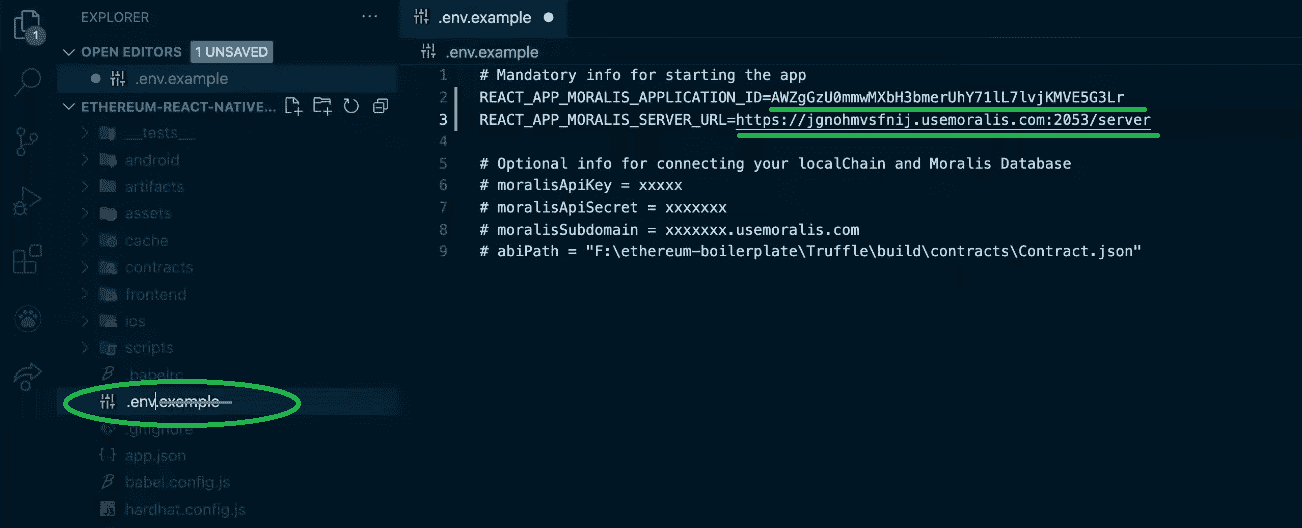 1
EXPLORER
···
.env.example
OPEN EDITORS 1 UNSAVED
.env.example
.env.example
ETHEREUM-REACT-NATIVE...
__tests__
android
artifacts
assets
cache
contracts
frontend
ios
scripts
.babelrc
.env.example
.gitignore
app.json
babel.config.js
hardhat.config.js
1 # Mandatory info for starting the app
2 REACT_APP_MORALIS_APPLICATION_ID=AWZgGzU0mmwMXbH3bmerUhY71lL7lvjKMVE5G3Lr
3 REACT_APP_MORALIS_SERVER_URL=https://jgnohmvsfnij.usemoralis.com:2053/server
4
5 # Optional info for connecting your localChain and Moralis Database
6 # moralisApiKey = xxxxx
7 # moralisApiSecret = xxxxxxx
8 # moralisSubdomain = xxxxxxx.usemoralis.com
9 # abiPath = "F:\ethereum-boilerplate\Truffle\build\contracts\Contract.json"